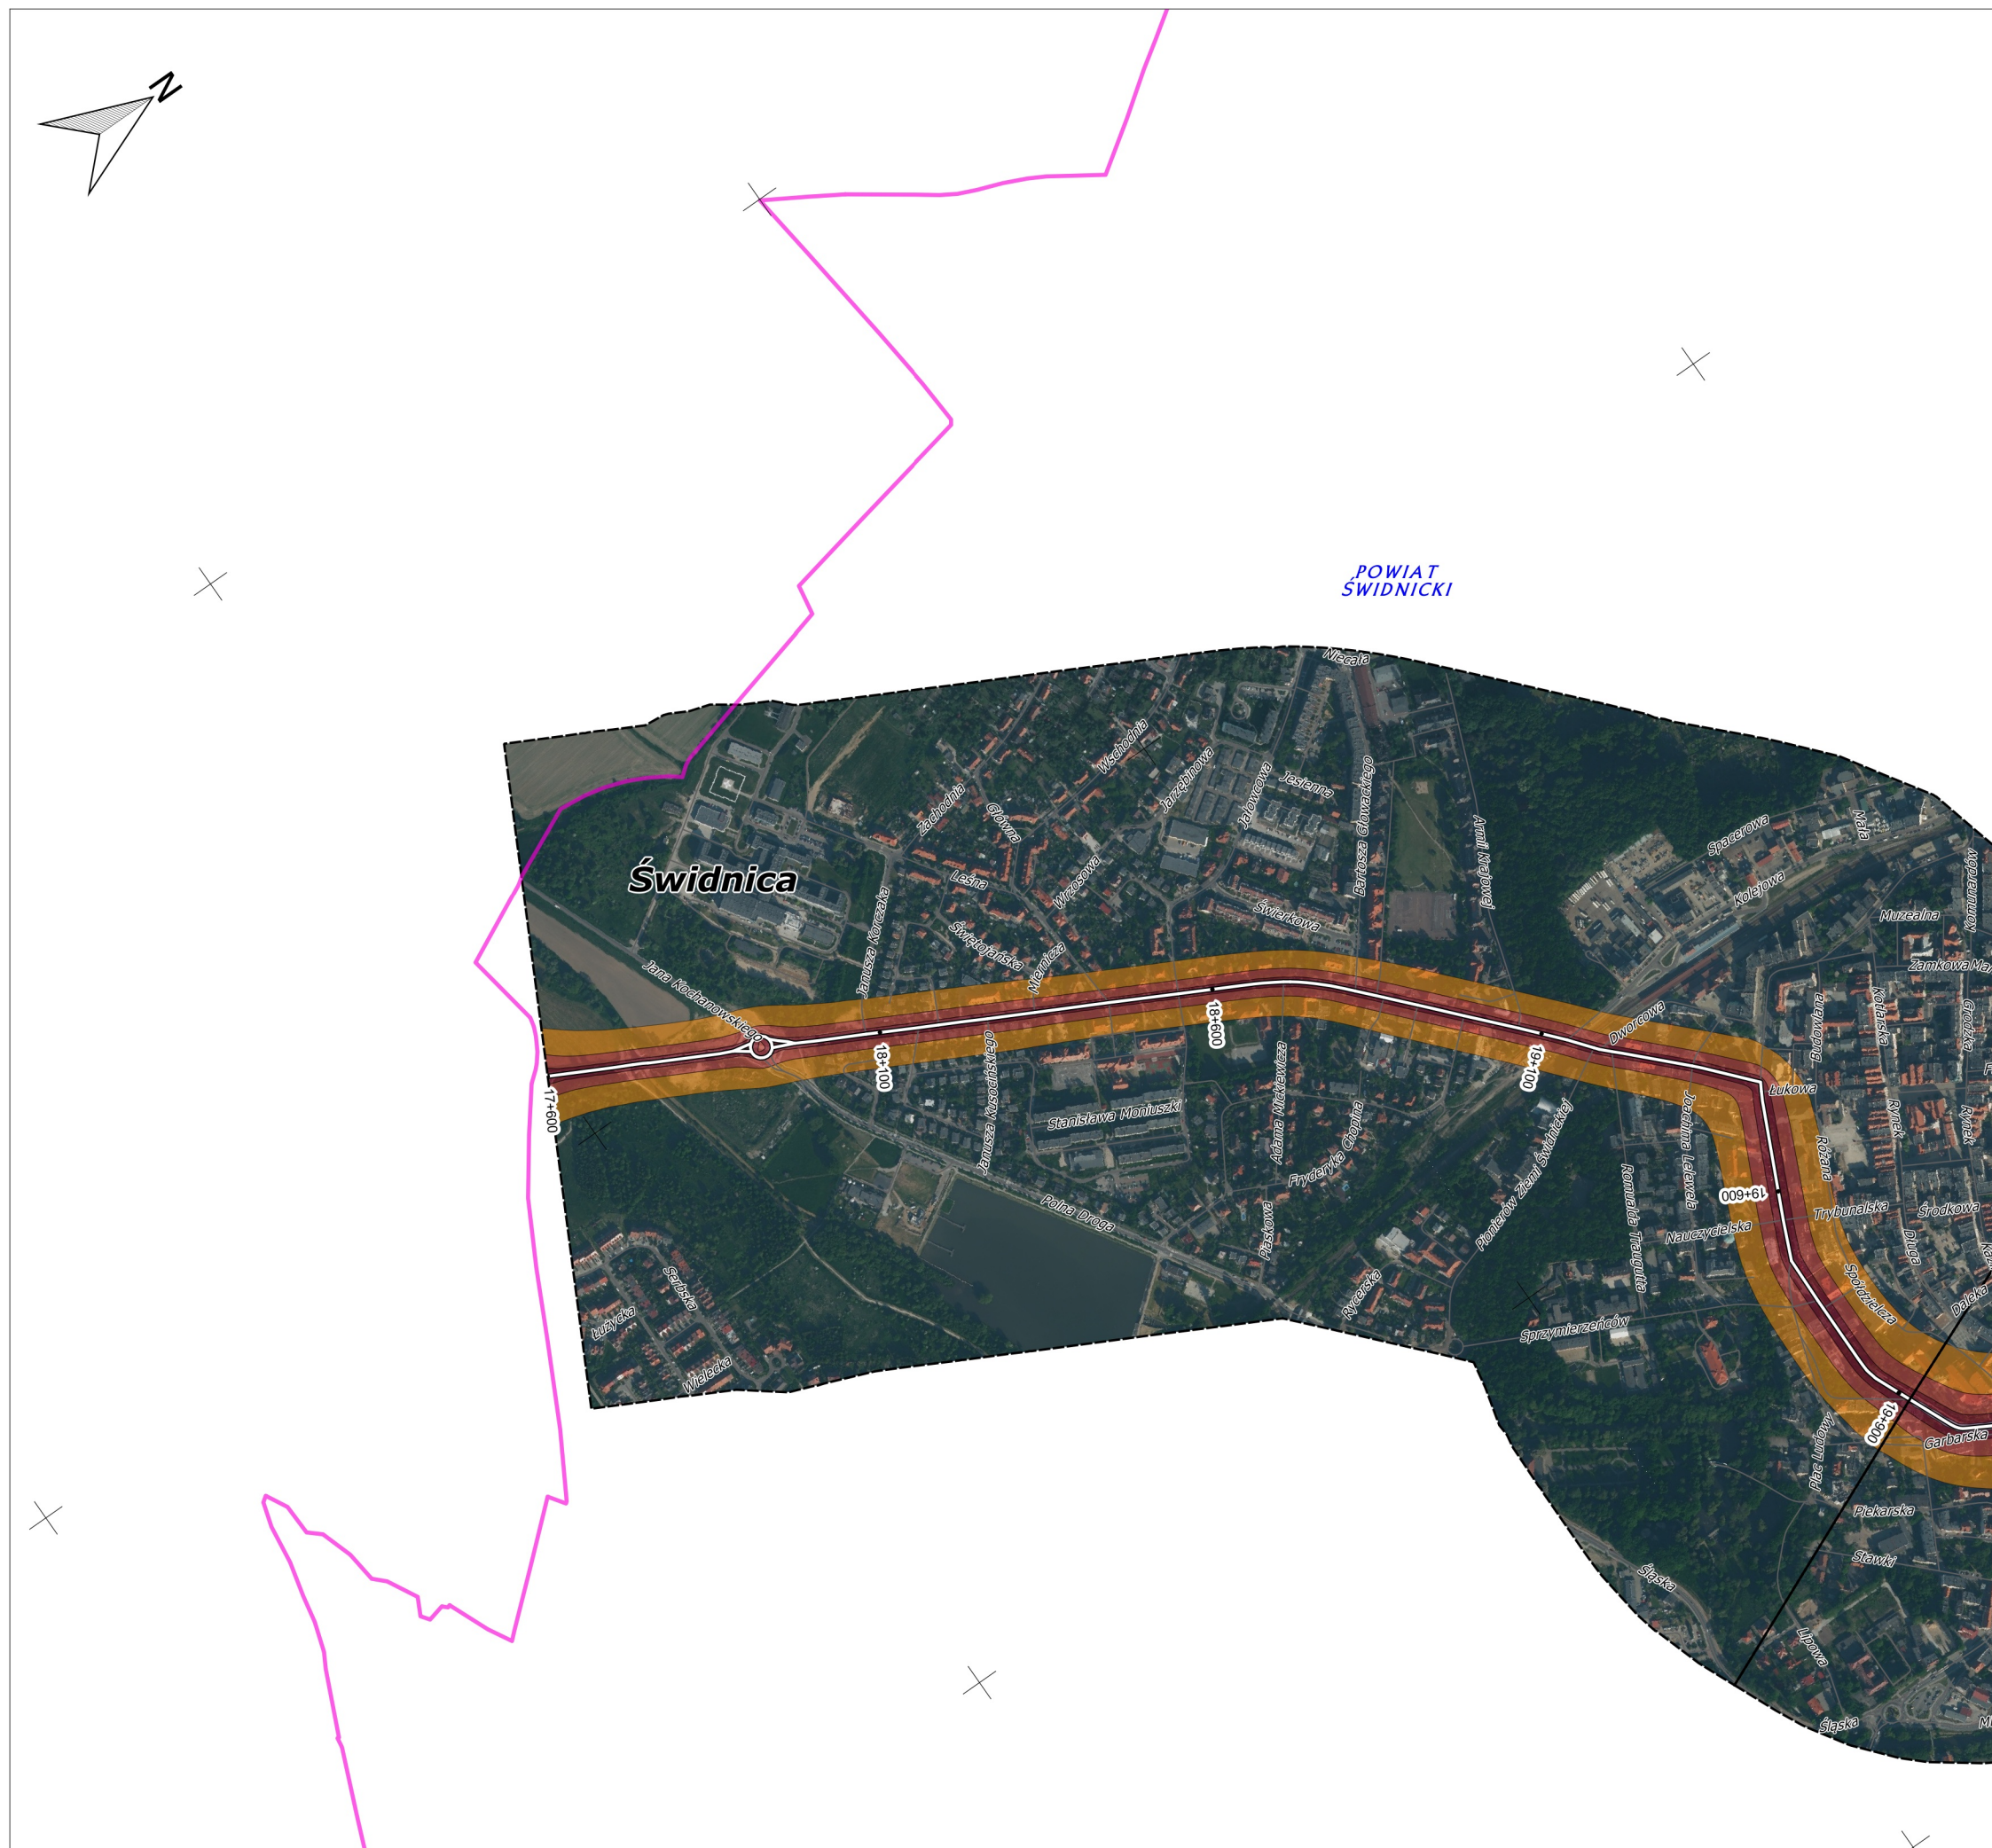 N
POWIAT
ŚWIDNICKI
Niecała
Wschodnia
Jarzębinowa
Jałowcowa
Jesienna
Bartosza Głowackiego
Armii Krajowej
Zachodnia
Główna
Spacerowa
Mała
Świdnica
Leśna
Wrzosowa
Kolejowa
Komunardów
Muzealna
Świerkowa
Janusza Korczaka
Świętojańska
Miernicza
Zamkowa
Jana Kochanowskiego
Kotlarska
Grodzka
Budowlana
Dworcowa
17+600
18+100
18+600
19+100
Łukowa
Janusza Kusocińskiego
Stanisława Moniuszki
Adama Mickiewicza
Fryderyka Chopina
Pionierów Ziemi Świdnickiej
Joachima Lelewela
Rynek
Rynek
Różana
Romualda Traugutta
19+600
Polna Droga
Piaskowa
Nauczycielska
Trybunalska
Środkowa
Długa
Serbska
Łużycka
Wielecka
Rycerska
Sprzymierzeńców
Spółdzielcza
Daleka
19+900
Plac Ludowy
Garbarska
Piekarska
Stawki
Śląska
Lipowa
Śląska